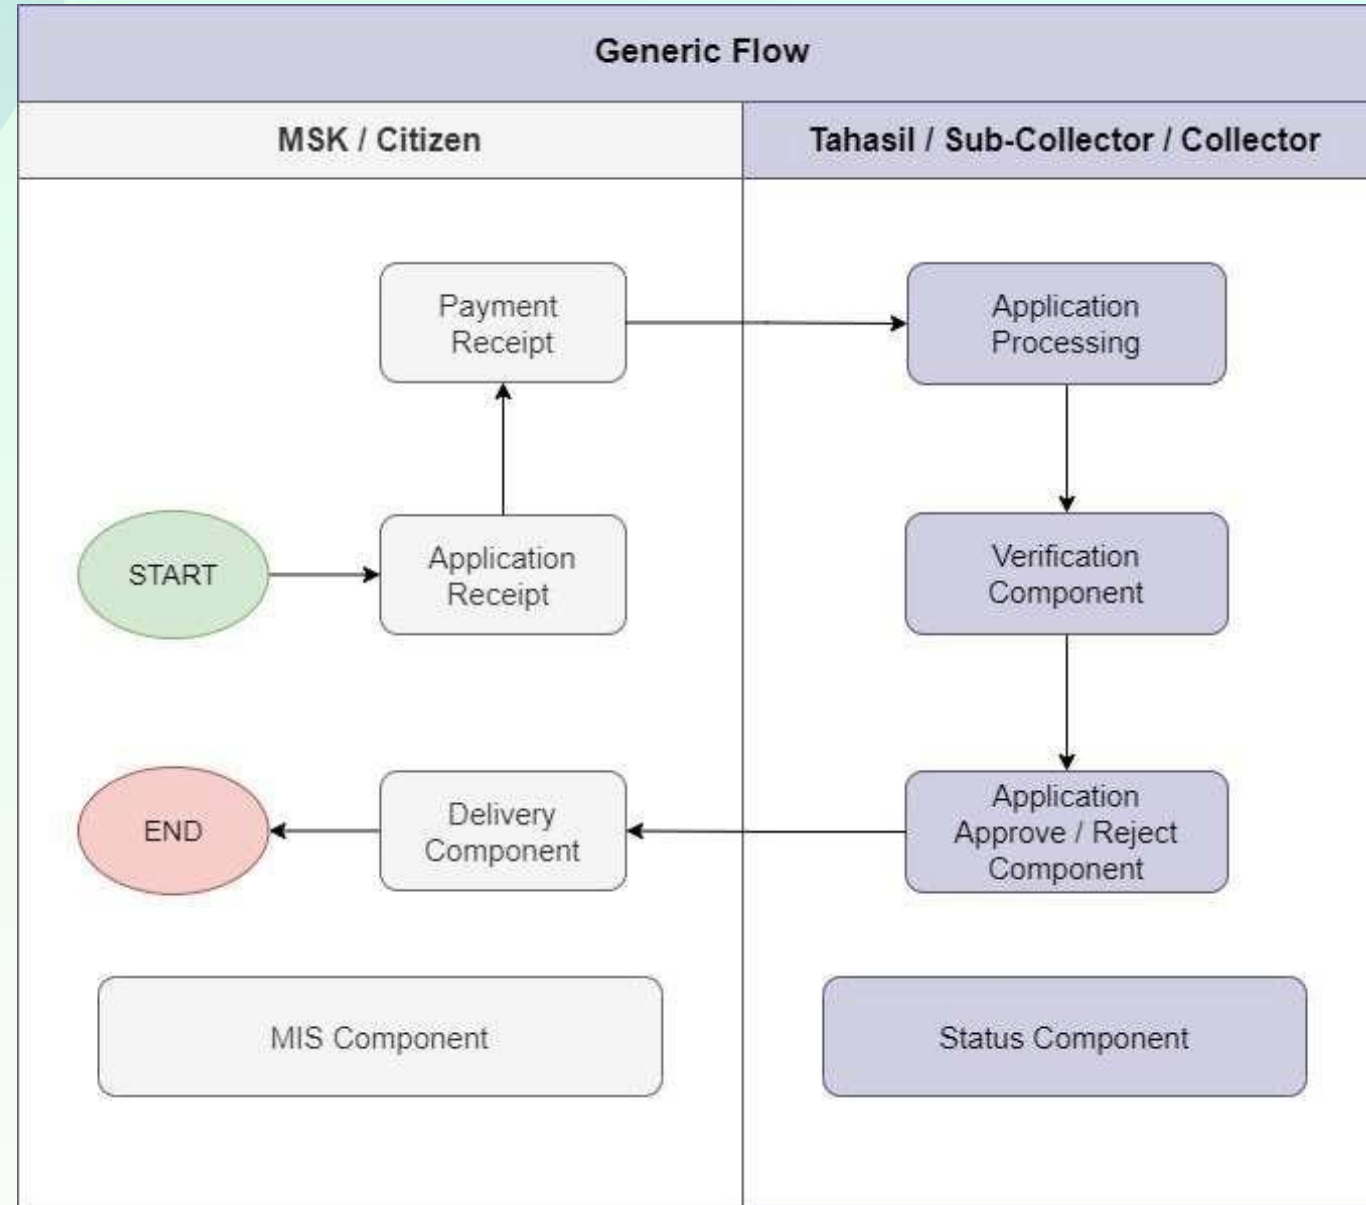 Generic Flow
MSK / Citizen
Tahasil / Sub-Collector / Collector
Payment
Receipt
Application
Processing
START
Application
Receipt
Verification
Component
END
Delivery
Component
Application
Approve / Reject
Component
MIS Component
Status Component